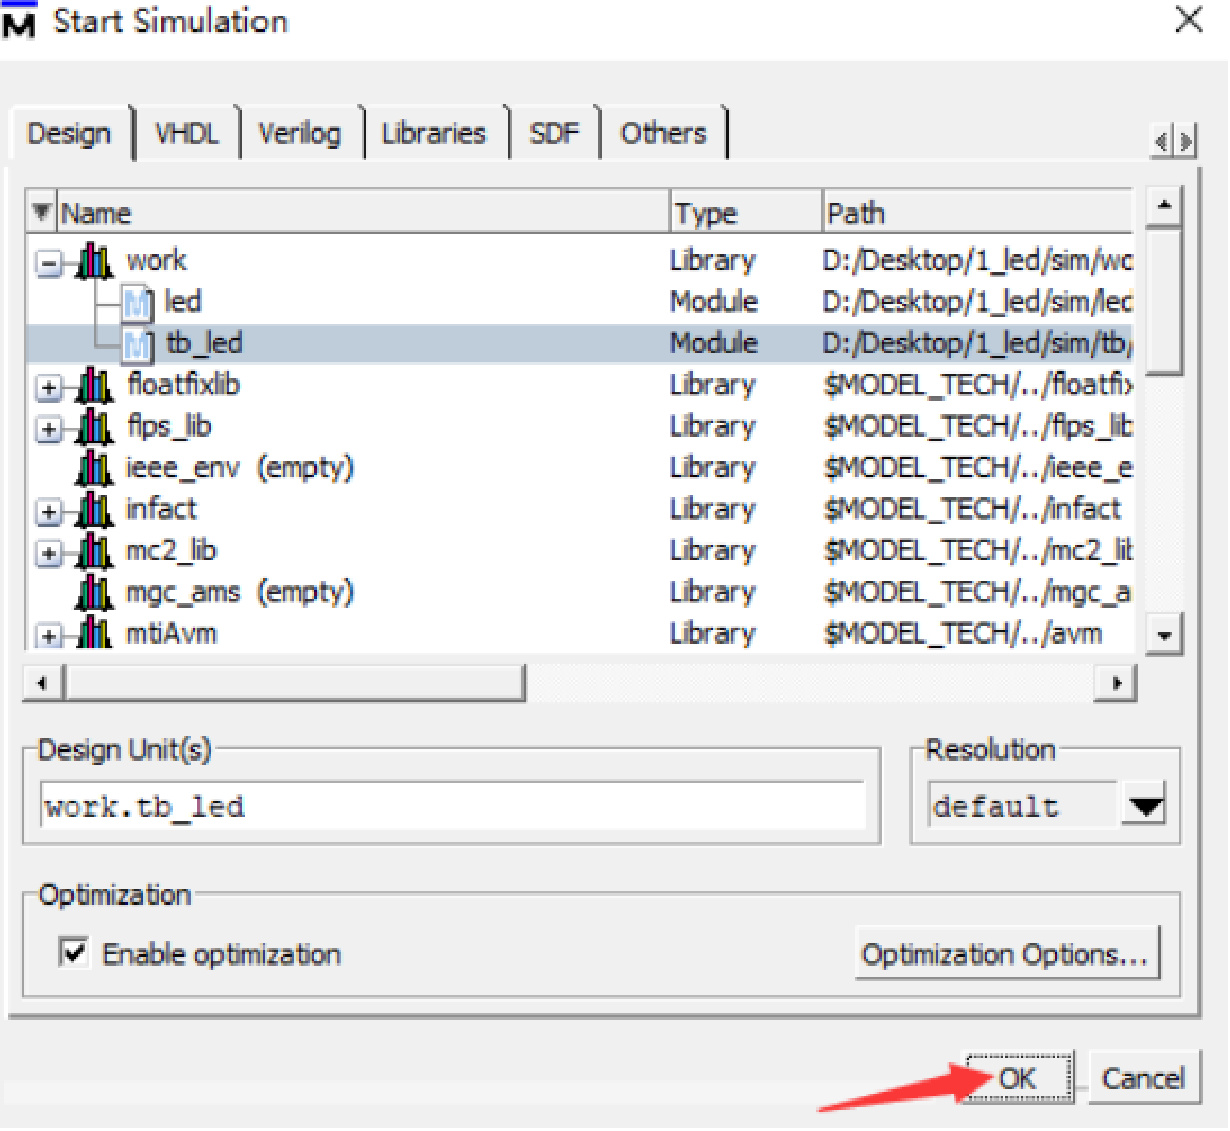 Start Simulation
Design VHDL Verilog Libraries SDF Others
Name Type Path
work Library D:/Desktop/1_led/sim/wo
led Module D:/Desktop/1_led/sim/led
tb_led Module D:/Desktop/1_led/sim/tb/
floatfixlib Library $MODEL_TECH/../floatfix
flps_lib Library $MODEL_TECH/../flps_lib
ieee_env (empty) Library $MODEL_TECH/../ieee_e
infact Library $MODEL_TECH/../infact
mc2_lib Library $MODEL_TECH/../mc2_lib
mgc_ams (empty) Library $MODEL_TECH/../mgc_a
mtiAvm Library $MODEL_TECH/../avm
Design Unit(s) Resolution
work.tb_led default
Optimization
Enable optimization Optimization Options...
OK Cancel